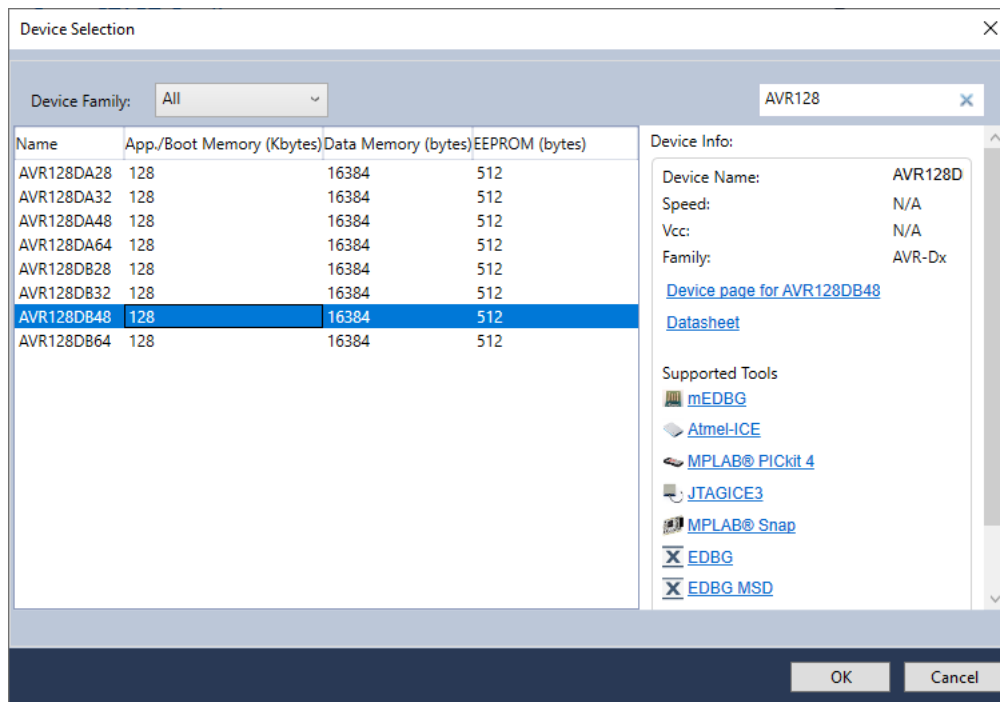 Device Selection
Device Family: All AVR128
Name App./Boot Memory (Kbytes) Data Memory (bytes) EEPROM (bytes)
AVR128DA28 128 16384 512
AVR128DA32 128 16384 512
AVR128DA48 128 16384 512
AVR128DA64 128 16384 512
AVR128DB28 128 16384 512
AVR128DB32 128 16384 512
AVR128DB48 128 16384 512
AVR128DB64 128 16384 512
Device Info:
Device Name: AVR128D
Speed: N/A
Vcc: N/A
Family: AVR-Dx
Device page for AVR128DB48
Datasheet
Supported Tools
mEDBG
Atmel-ICE
MPLAB® PICkit 4
JTAGICE3
MPLAB® Snap
EDBG
EDBG MSD
OK Cancel